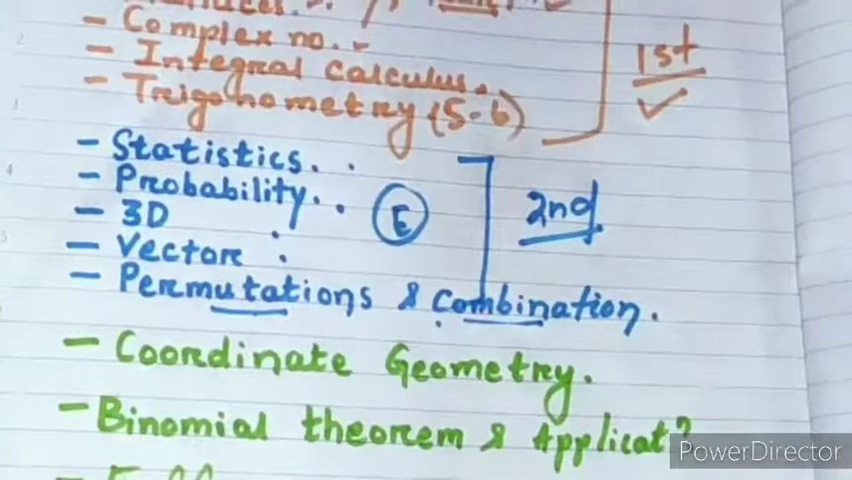 - Complex no. -
- Integral calculus.
- Trigonometry (5-6)
1st
- Statistics. .
- Probability. .
- 3D
- Vector :
- Permutations & combination.
E
2nd
- Coordinate Geometry.
- Binomial theorem & Applicat?
PowerDirector